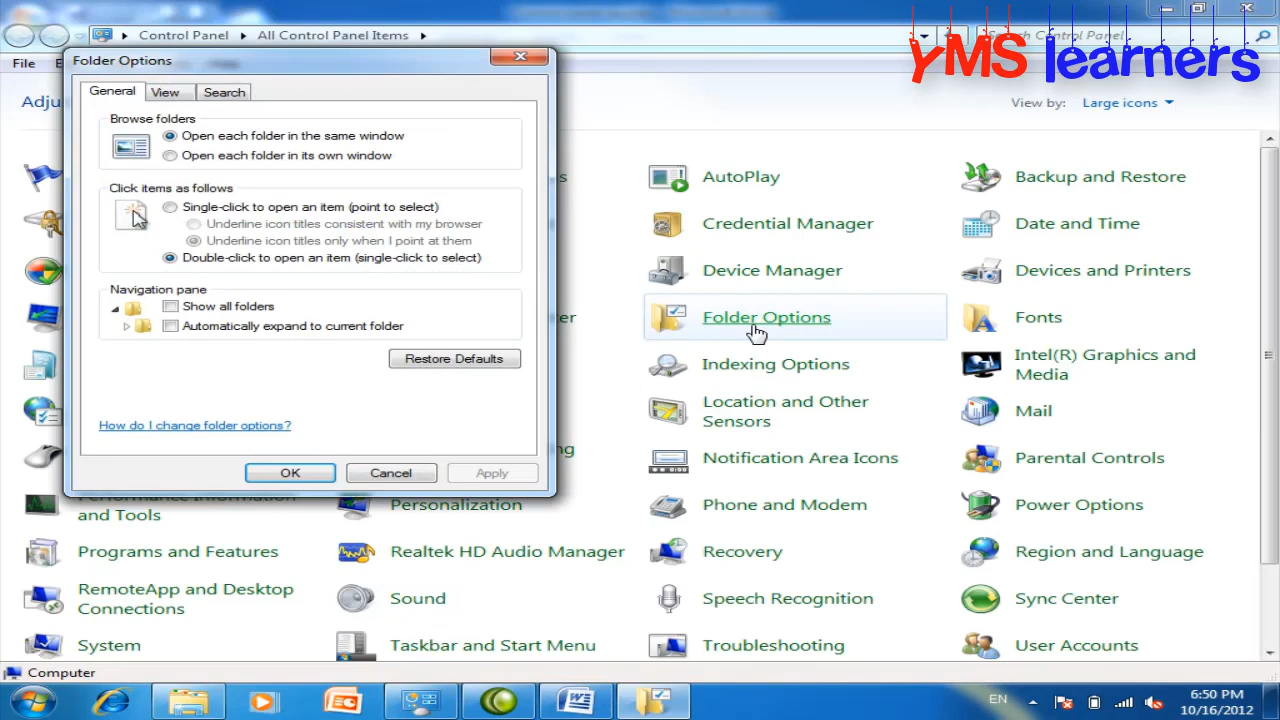 Control Panel
All Control Panel Items
Search Control Panel
YMS learners
File
Folder Options
General
View
Search
View by: Large icons
Browse folders
Open each folder in the same window
Open each folder in its own window
Click items as follows
Single-click to open an item (point to select)
Underline icon titles consistent with my browser
Underline icon titles only when I point at them
Double-click to open an item (single-click to select)
Navigation pane
Show all folders
Automatically expand to current folder
Restore Defaults
How do I change folder options?
OK
Cancel
Apply
AutoPlay
Backup and Restore
Credential Manager
Date and Time
Device Manager
Devices and Printers
Folder Options
Fonts
Indexing Options
Intel(R) Graphics and
Media
Location and Other
Sensors
Mail
Notification Area Icons
Parental Controls
and Tools
Personalization
Phone and Modem
Power Options
Programs and Features
Realtek HD Audio Manager
Recovery
Region and Language
RemoteApp and Desktop
Connections
Sound
Speech Recognition
Sync Center
System
Taskbar and Start Menu
Troubleshooting
User Accounts
Computer
EN
6:50 PM
10/16/2012